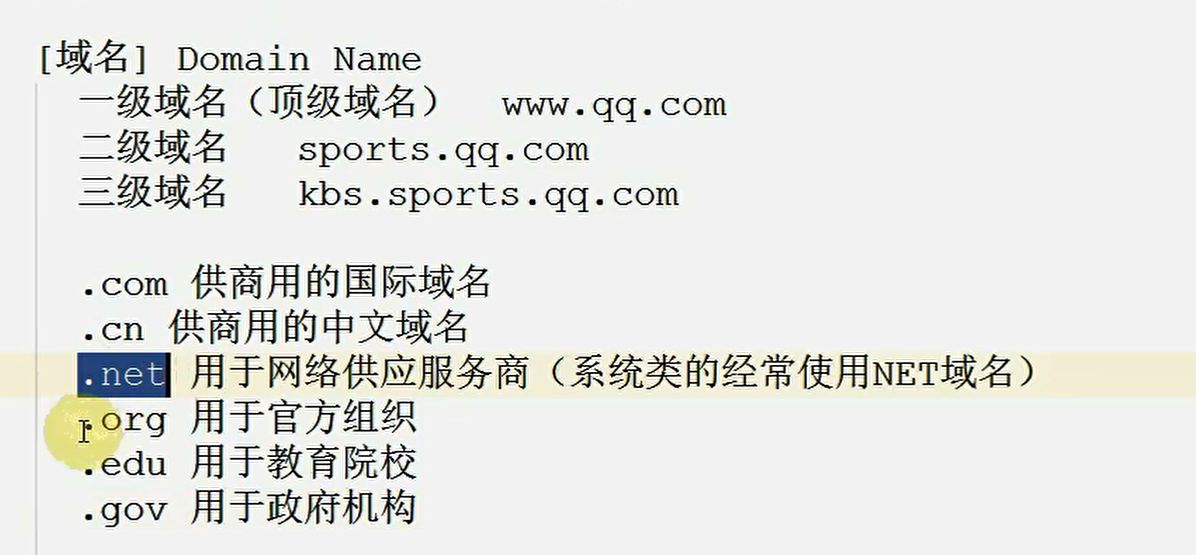 [域名] Domain Name
一级域名（顶级域名） www.qq.com
二级域名 sports.qq.com
三级域名 kbs.sports.qq.com
.com 供商用的国际域名
.cn 供商用的中文域名
.net 用于网络供应服务商（系统类的经常使用NET域名）
.org 用于官方组织
.edu 用于教育院校
.gov 用于政府机构